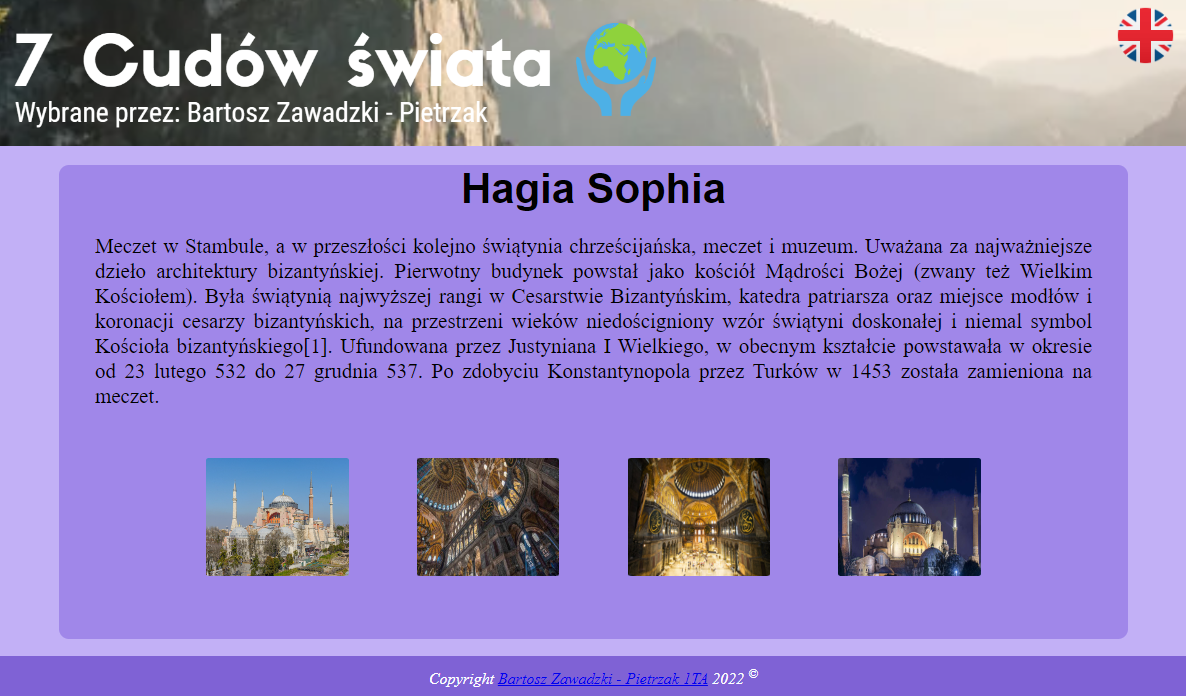 7 Cudów świata
Wybrane przez: Bartosz Zawadzki - Pietrzak
Hagia Sophia
Meczet w Stambule, a w przeszłości kolejno świątynia chrześcijańska, meczet i muzeum. Uważana za najważniejsze
dzieło architektury bizantyńskiej. Pierwotny budynek powstał jako kościół Mądrości Bożej (zwany też Wielkim
Kościołem). Była świątynią najwyższej rangi w Cesarstwie Bizantyńskim, katedra patriarsza oraz miejsce modłów i
koronacji cesarzy bizantyńskich, na przestrzeni wieków niedościgniony wzór świątyni doskonałej i niemal symbol
Kościoła bizantyńskiego[1]. Ufundowana przez Justyniana I Wielkiego, w obecnym kształcie powstawała w okresie
od 23 lutego 532 do 27 grudnia 537. Po zdobyciu Konstantynopola przez Turków w 1453 została zamieniona na
meczet.
Copyright Bartosz Zawadzki - Pietrzak 1TA 2022 ©